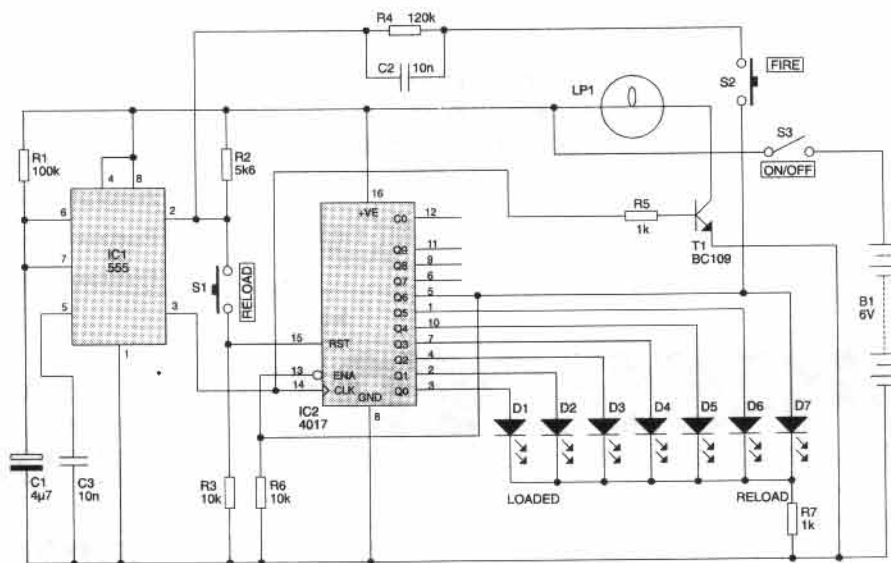 R4 120k
C2 10n
FIRE
S2
LP1
S3
ON/OFF
R1
100k
R2
5k6
4 8
6
2
7
IC1
555
5
3
1
S1
RELOAD
16
+VE
C0 12
Q9 11
Q8 9
Q7 6
Q6 5
Q5 1
Q4 10
Q3 7
Q2 4
Q1 2
Q0 3
15 RST
13 ENA
14 CLK
GND
8
IC2
4017
R5
1k
T1
BC109
B1
6V
D1 D2 D3 D4 D5 D6 D7
LOADED
RELOAD
C1
4µ7
C3
10n
R3
10k
R6
10k
R7
1k